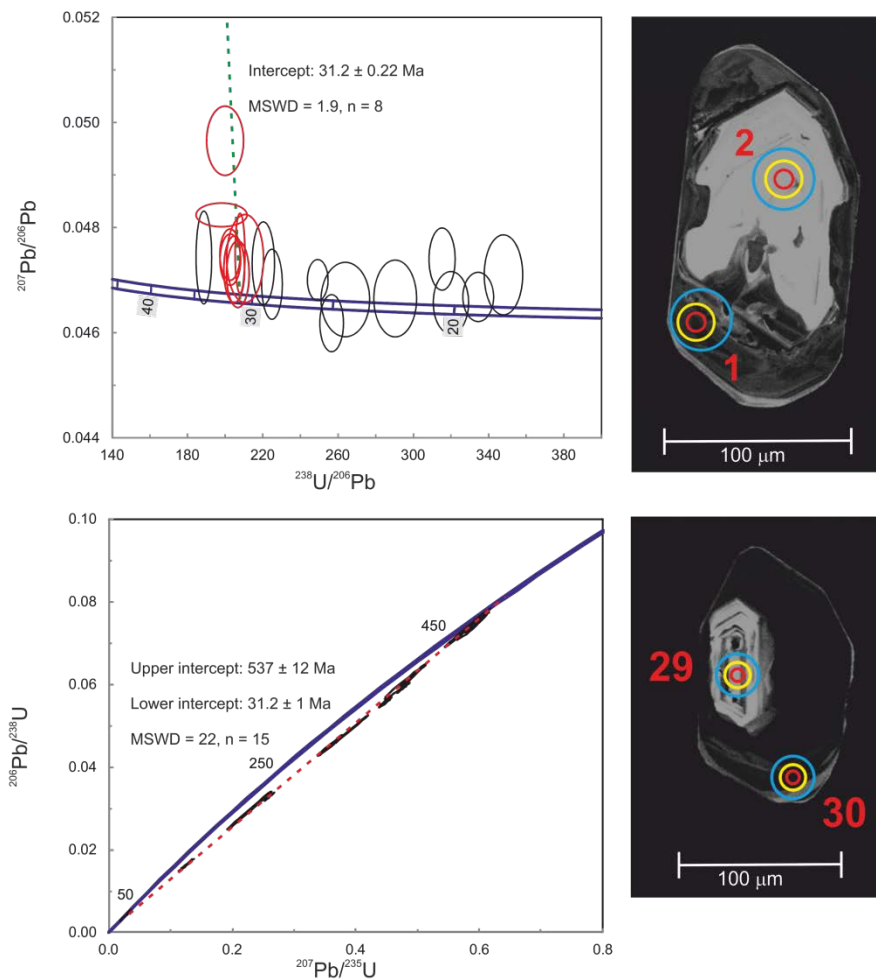 0.052
0.050
0.048
0.046
0.044
²⁰⁷Pb/²⁰⁶Pb
Intercept: 31.2 ± 0.22 Ma
MSWD = 1.9, n = 8
40
30
20
140 180 220 260 300 340 380
²³⁸U/²⁰⁶Pb
2
1
100 μm
0.10
0.08
0.06
0.04
0.02
0.00
²⁰⁶Pb/²³⁸U
450
Upper intercept: 537 ± 12 Ma
Lower intercept: 31.2 ± 1 Ma
MSWD = 22, n = 15
250
50
0.0 0.2 0.4 0.6 0.8
²⁰⁷Pb/²³⁵U
29
30
100 μm